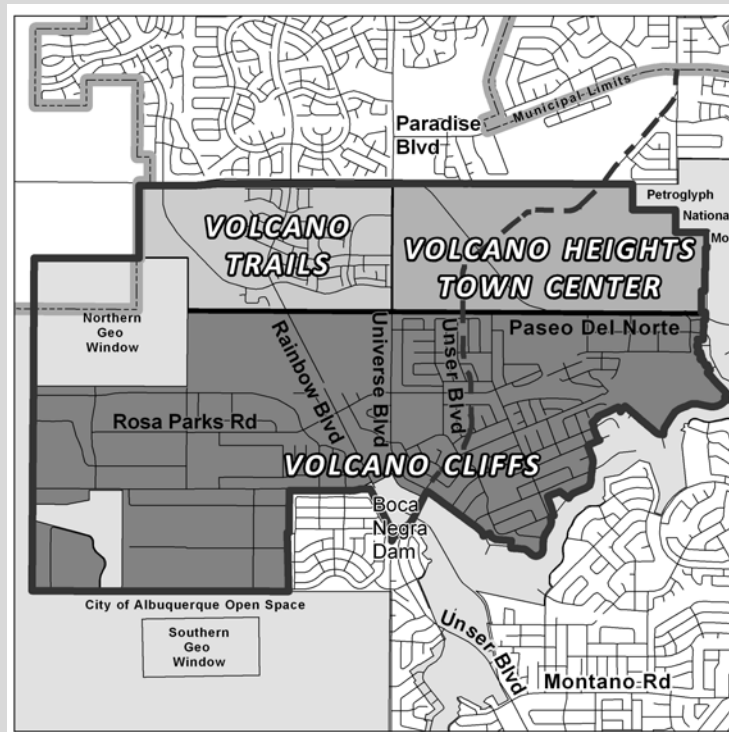 Paradise
Blvd
Municipal Limits
Petroglyph
National
Mo
VOLCANO
TRAILS
VOLCANO HEIGHTS
TOWN CENTER
Northern
Geo
Window
Rainbow Blvd
Universe Blvd
Unser Blvd
Paseo Del Norte
Rosa Parks Rd
VOLCANO CLIFFS
Boca
Negra
Dam
City of Albuquerque Open Space
Southern
Geo
Window
Unser Blvd
Montano Rd